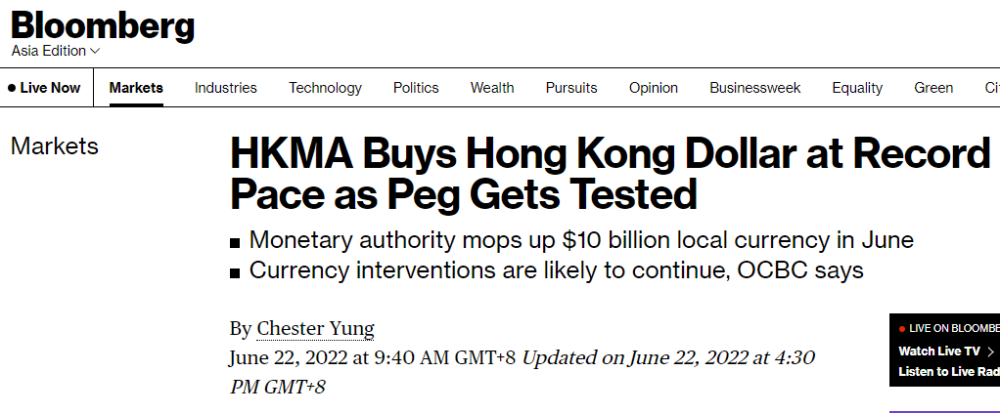 Bloomberg
Asia Edition
Live Now Markets Industries Technology Politics Wealth Pursuits Opinion Businessweek Equality Green
Markets
HKMA Buys Hong Kong Dollar at Record
Pace as Peg Gets Tested
Monetary authority mops up $10 billion local currency in June
Currency interventions are likely to continue, OCBC says
By Chester Yung
June 22, 2022 at 9:40 AM GMT+8 Updated on June 22, 2022 at 4:30
PM GMT+8
LIVE ON BLOOMBE
Watch Live TV
Listen to Live Rad